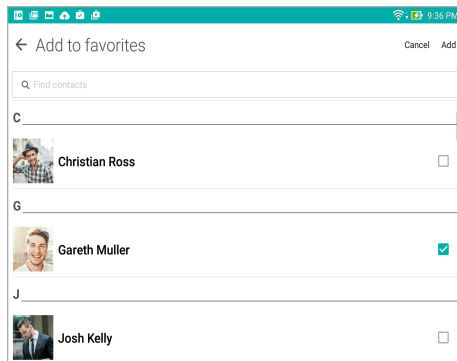 9:36 PM
Add to favorites
Cancel Add
Find contacts
C
Christian Ross
G
Gareth Muller
J
Josh Kelly